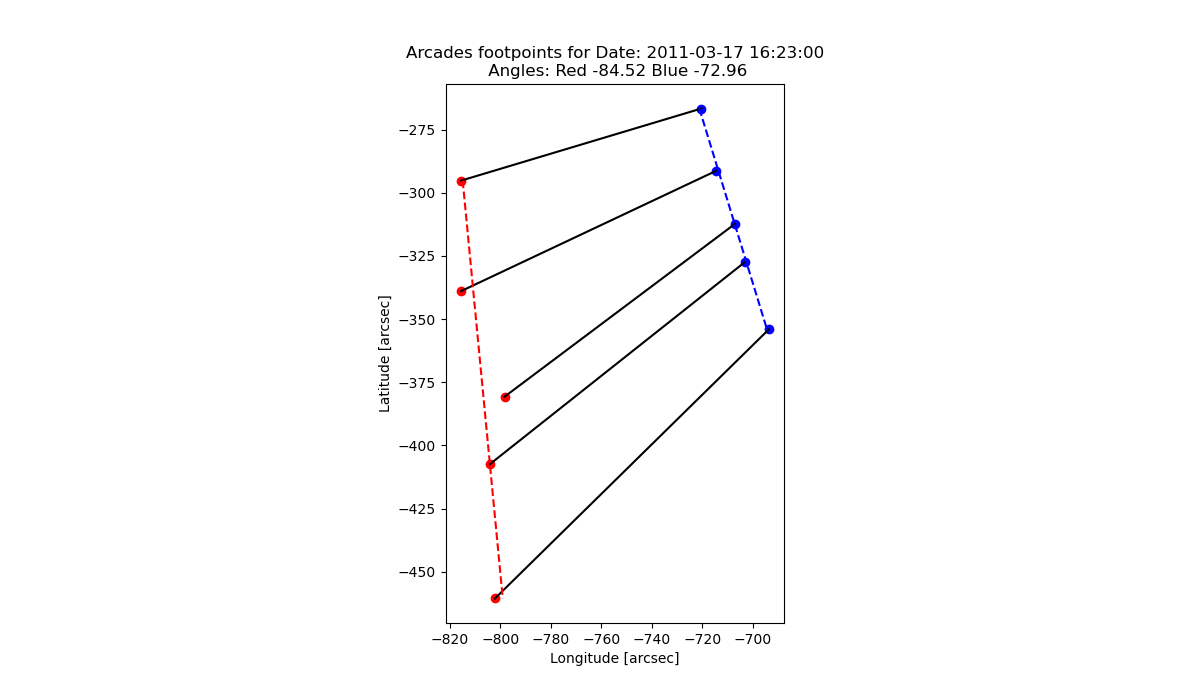 Arcades footpoints for Date: 2011-03-17 16:23:00
Angles: Red -84.52 Blue -72.96
Latitude [arcsec]
−275
−300
−325
−350
−375
−400
−425
−450
−820 −800 −780 −760 −740 −720 −700
Longitude [arcsec]